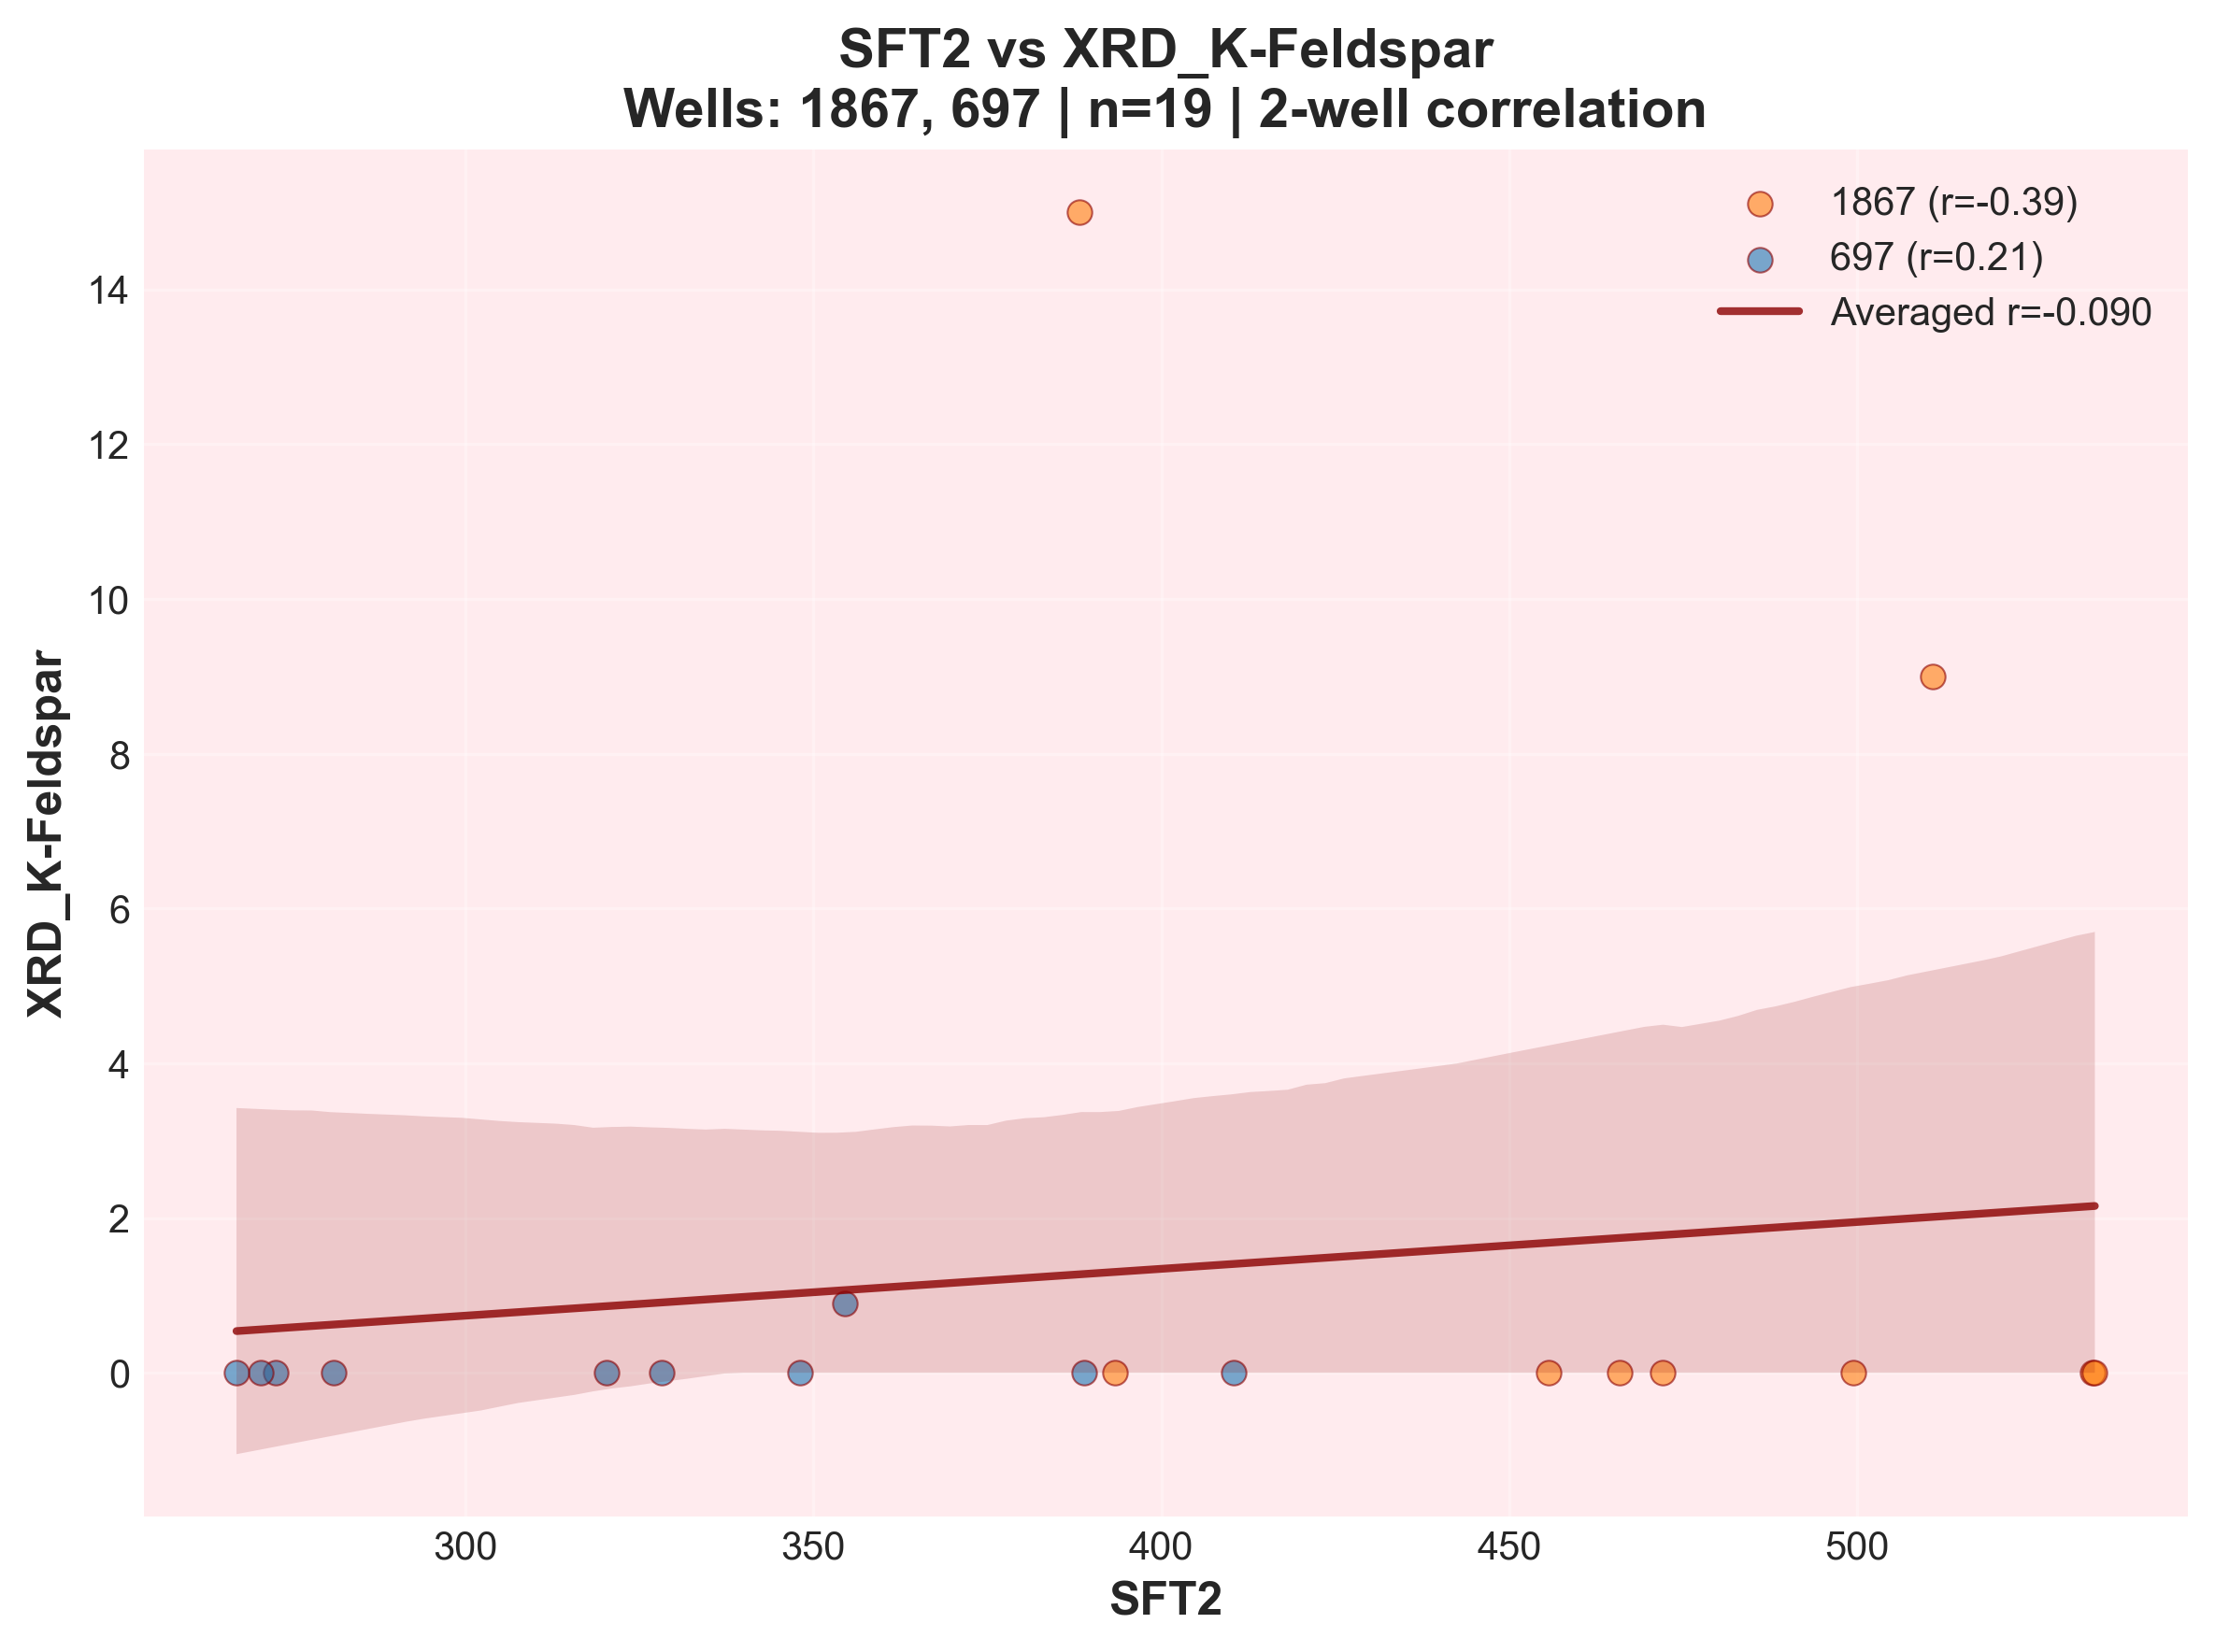 SFT2 vs XRD_K-Feldspar
Wells: 1867, 697 | n=19 | 2-well correlation
1867 (r=-0.39)
697 (r=0.21)
Averaged r=-0.090
XRD_K-Feldspar
14
12
10
8
6
4
2
0
300 350 400 450 500
SFT2